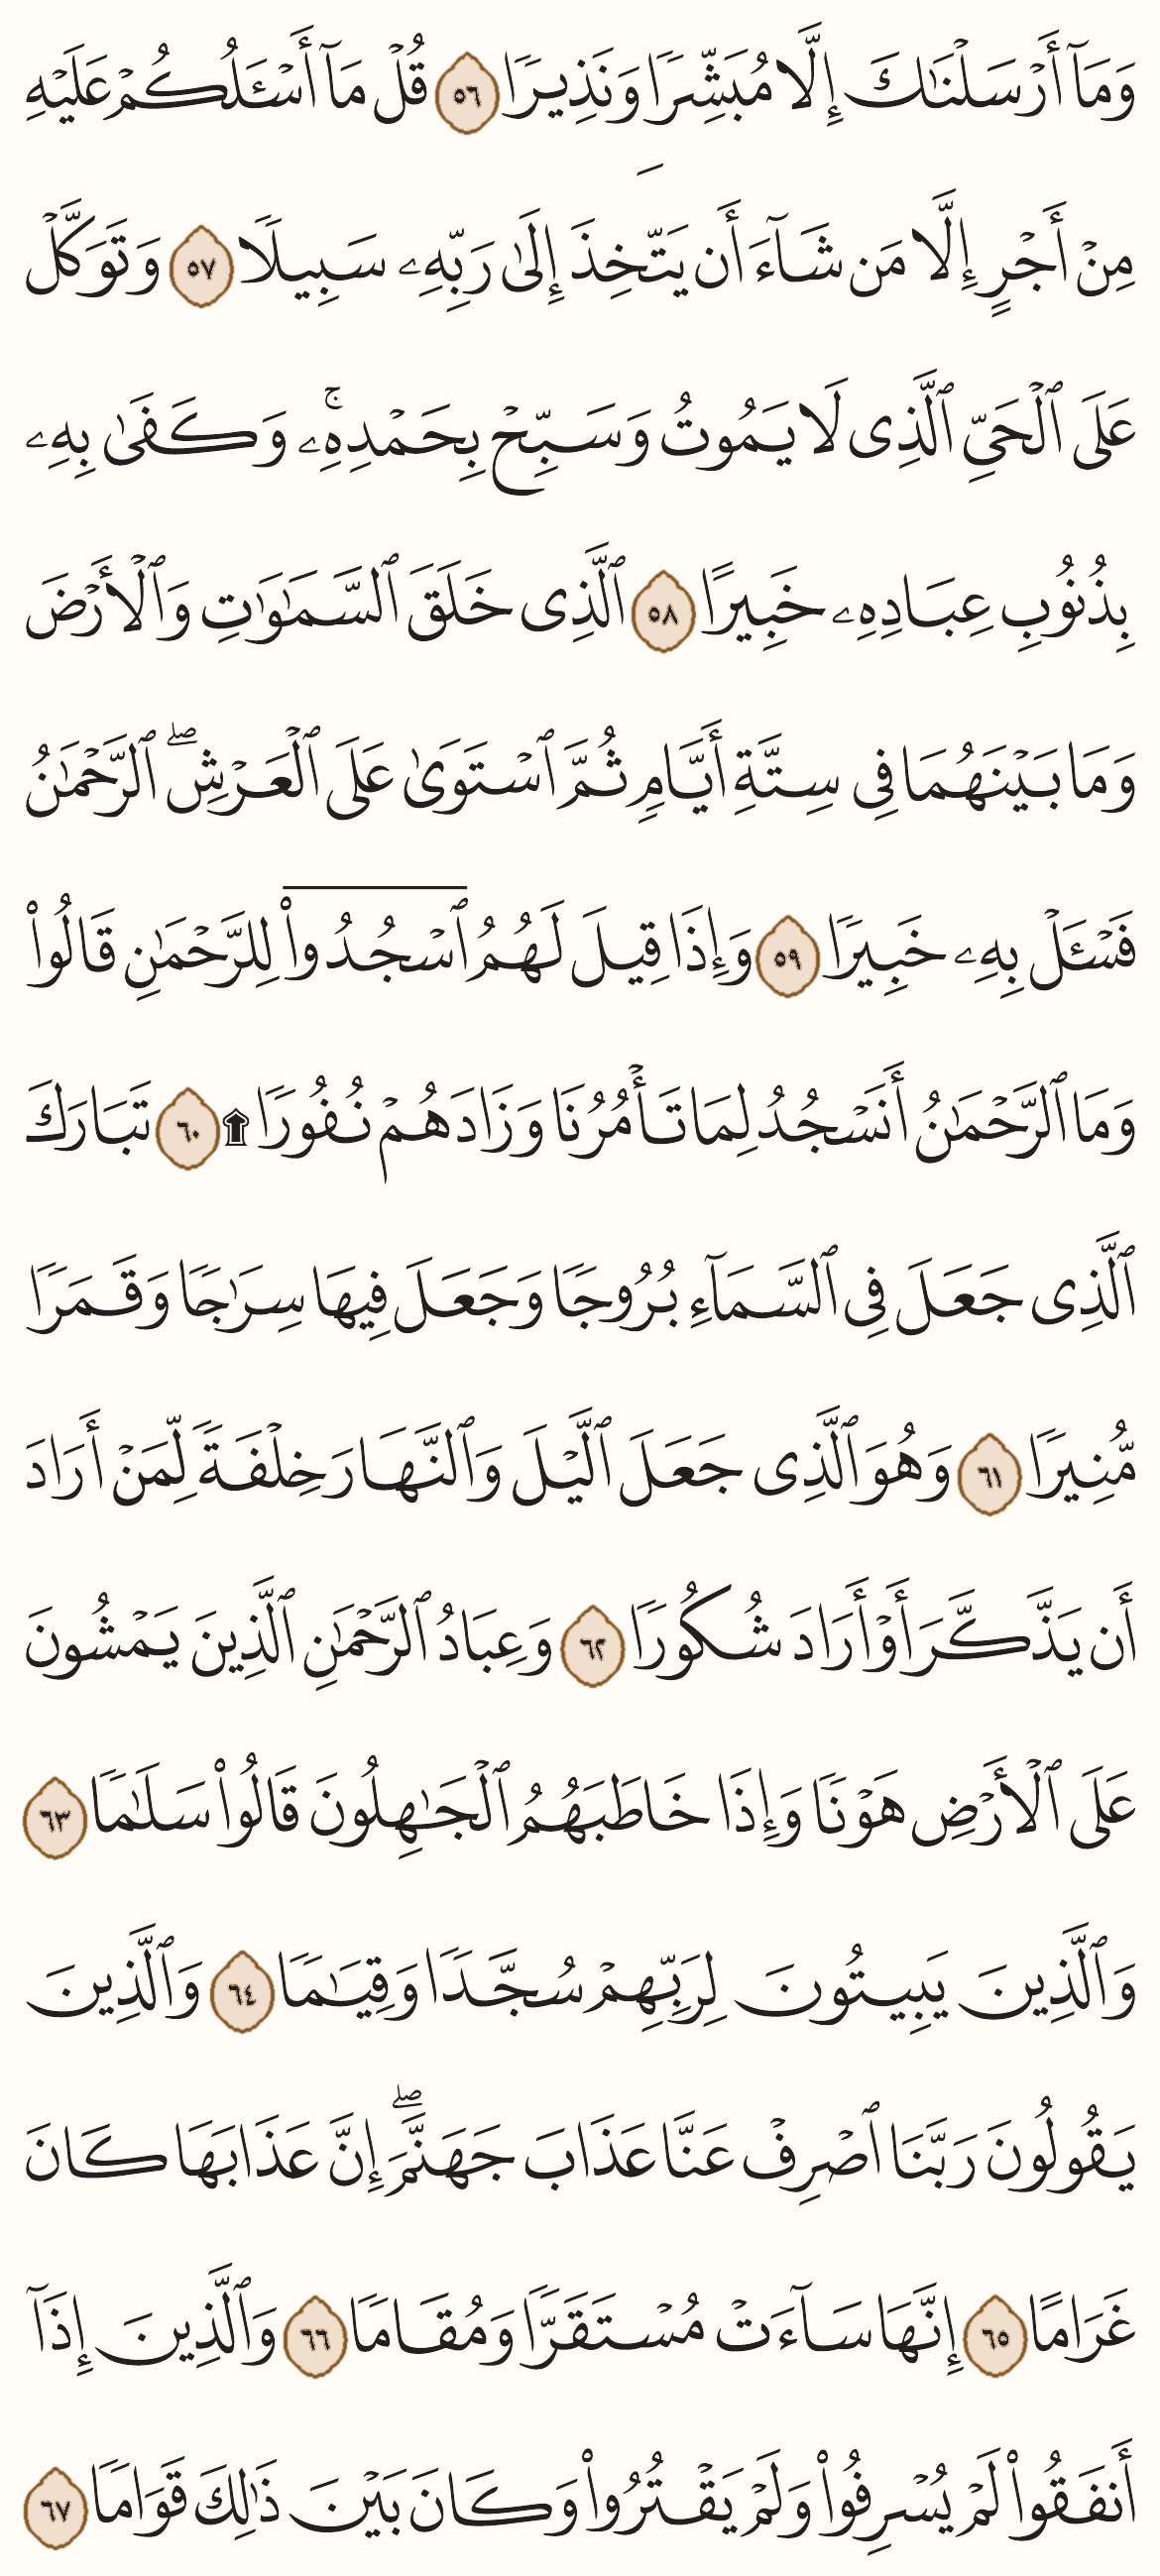 وَمَآ أَرۡسَلۡنَٰكَ إِلَّا مُبَشِّرٗا وَنَذِيرٗا ٥٦ قُلۡ مَآ أَسۡـَٔلُكُمۡ عَلَيۡهِ
مِنۡ أَجۡرٍ إِلَّا مَن شَآءَ أَن يَتَّخِذَ إِلَىٰ رَبِّهِۦ سَبِيلٗا ٥٧ وَتَوَكَّلۡ
عَلَى ٱلۡحَيِّ ٱلَّذِي لَا يَمُوتُ وَسَبِّحۡ بِحَمۡدِهِۦۚ وَكَفَىٰ بِهِۦ
بِذُنُوبِ عِبَادِهِۦ خَبِيرًا ٥٨ ٱلَّذِي خَلَقَ ٱلسَّمَٰوَٰتِ وَٱلۡأَرۡضَ
وَمَا بَيۡنَهُمَا فِي سِتَّةِ أَيَّامٖ ثُمَّ ٱسۡتَوَىٰ عَلَى ٱلۡعَرۡشِۖ ٱلرَّحۡمَٰنُ
فَسۡـَٔلۡ بِهِۦ خَبِيرٗا ٥٩ وَإِذَا قِيلَ لَهُمُ ٱسۡجُدُواْۤ لِلرَّحۡمَٰنِ قَالُواْ
وَمَا ٱلرَّحۡمَٰنُ أَنَسۡجُدُ لِمَا تَأۡمُرُنَا وَزَادَهُمۡ نُفُورٗا ۩ ٦٠ تَبَارَكَ
ٱلَّذِي جَعَلَ فِي ٱلسَّمَآءِ بُرُوجٗا وَجَعَلَ فِيهَا سِرَٰجٗا وَقَمَرٗا
مُّنِيرٗا ٦١ وَهُوَ ٱلَّذِي جَعَلَ ٱلَّيۡلَ وَٱلنَّهَارَ خِلۡفَةٗ لِّمَنۡ أَرَادَ
أَن يَذَّكَّرَ أَوۡ أَرَادَ شُكُورٗا ٦٢ وَعِبَادُ ٱلرَّحۡمَٰنِ ٱلَّذِينَ يَمۡشُونَ
عَلَى ٱلۡأَرۡضِ هَوۡنٗا وَإِذَا خَاطَبَهُمُ ٱلۡجَٰهِلُونَ قَالُواْ سَلَٰمٗا ٦٣
وَٱلَّذِينَ يَبِيتُونَ لِرَبِّهِمۡ سُجَّدٗا وَقِيَٰمٗا ٦٤ وَٱلَّذِينَ
يَقُولُونَ رَبَّنَا ٱصۡرِفۡ عَنَّا عَذَابَ جَهَنَّمَۖ إِنَّ عَذَابَهَا كَانَ
غَرَامًا ٦٥ إِنَّهَا سَآءَتۡ مُسۡتَقَرّٗا وَمُقَامٗا ٦٦ وَٱلَّذِينَ إِذَآ
أَنفَقُواْ لَمۡ يُسۡرِفُواْ وَلَمۡ يَقۡتُرُواْ وَكَانَ بَيۡنَ ذَٰلِكَ قَوَامٗا ٦٧